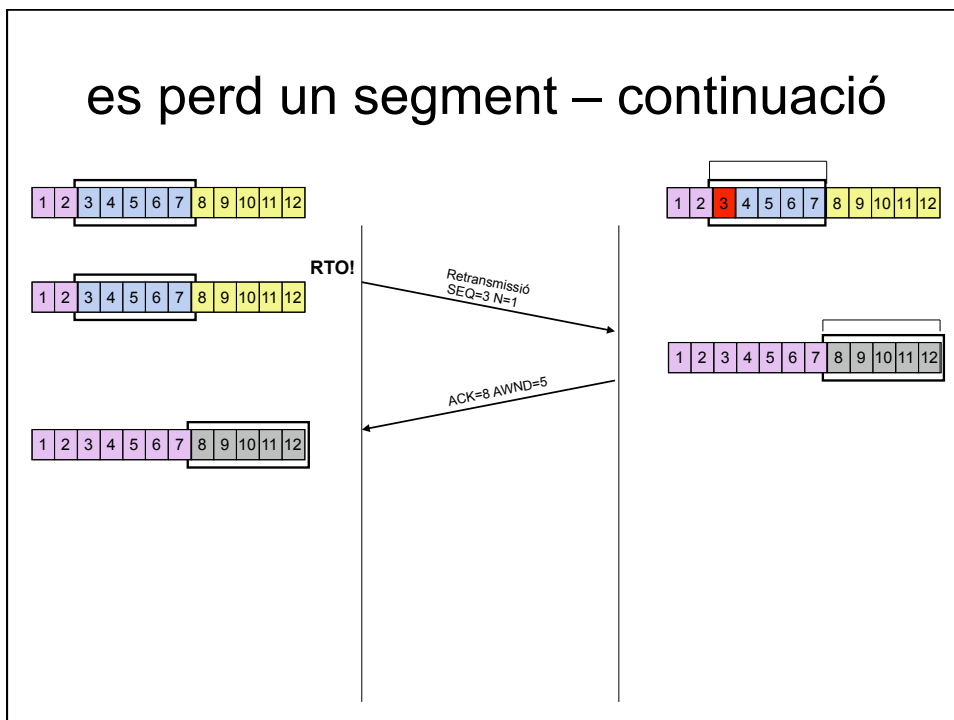 es perd un segment – continuació
1 2 3 4 5 6 7 8 9 10 11 12
1 2 3 4 5 6 7 8 9 10 11 12
RTO!
Retransmissió
SEQ=3 N=1
1 2 3 4 5 6 7 8 9 10 11 12
1 2 3 4 5 6 7 8 9 10 11 12
ACK=8 AWND=5
1 2 3 4 5 6 7 8 9 10 11 12